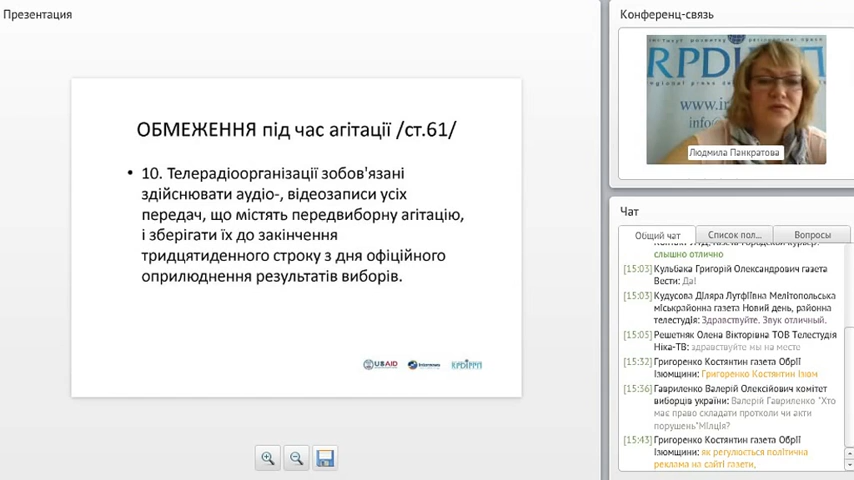 Презентация
ОБМЕЖЕННЯ під час агітації /ст.61/
• 10. Телерадіоорганізації зобов'язані
здійснювати аудіо-, відеозаписи усіх
передач, що містять передвиборну агітацію,
і зберігати їх до закінчення
тридцятиденного строку з дня офіційного
оприлюднення результатів виборів.
USAID
Конференц-связь
Людмила Панкратова
Чат
Общий чат
Список пол...
Вопросы
слышно отлично
[15:03] Кульбака Григорій Олександрович газета
Вести: Да!
[15:03] Кудусова Діляра Лутфіївна Мелітопольська
міськрайонна газета Новий день, районна
телестудія: Здравствуйте. Звук отличный.
[15:05] Решетняк Олена Вікторівна ТОВ Телестудія
Ніка-ТВ: здравствуйте мы на месте
[15:32] Григоренко Костянтин газета Обрії
Ізюмщини: Григоренко Костянтин Ізюм
[15:36] Гавриленко Валерій Олексійович комітет
виборців україни: Валерій Гавриленко "Хто
має право складати протколи чи акти
порушень"Міліція?
[15:43] Григоренко Костянтин газета Обрії
Ізюмщини: як регулюється політична
реклама на сайті газети,